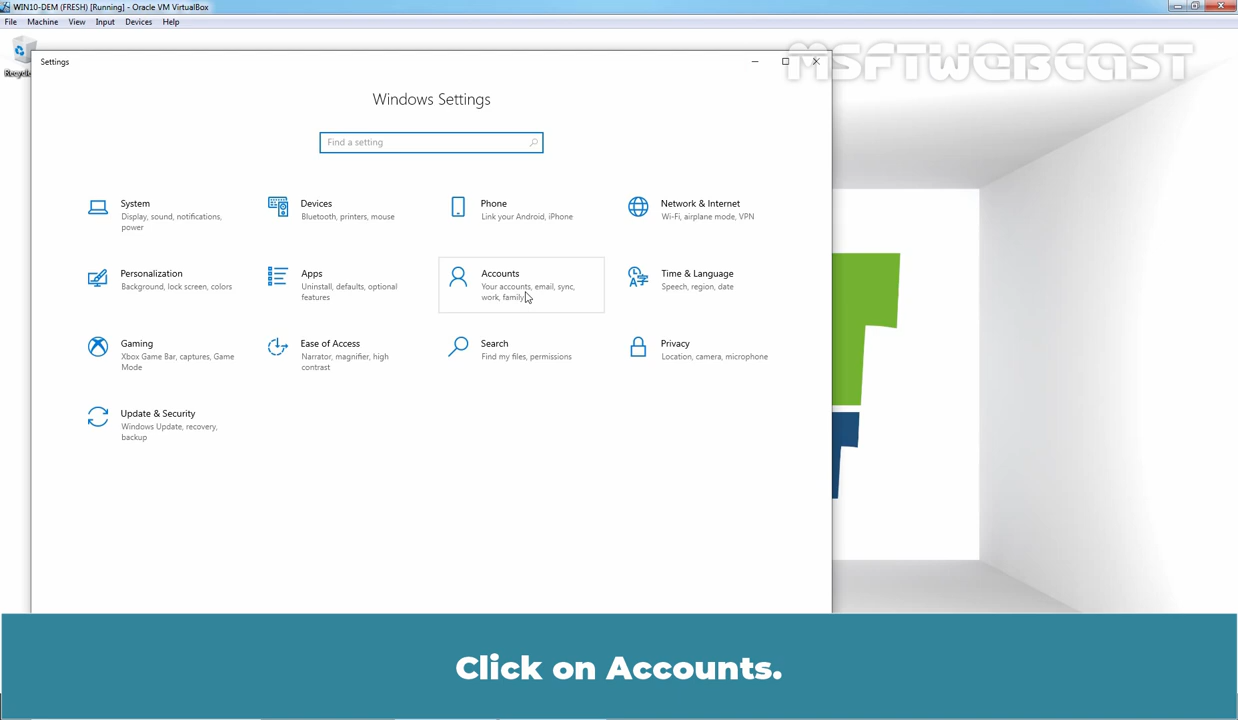 WIN10-DEM (FRESH) [Running] - Oracle VM VirtualBox
File Machine View Input Devices Help
MSFTWEBCAST
Settings
Windows Settings
Find a setting
System
Display, sound, notifications,
power
Devices
Bluetooth, printers, mouse
Phone
Link your Android, iPhone
Network & Internet
Wi-Fi, airplane mode, VPN
Personalization
Background, lock screen, colors
Apps
Uninstall, defaults, optional
features
Accounts
Your accounts, email, sync,
work, family
Time & Language
Speech, region, date
Gaming
Xbox Game Bar, captures, Game
Mode
Ease of Access
Narrator, magnifier, high
contrast
Search
Find my files, permissions
Privacy
Location, camera, microphone
Update & Security
Windows Update, recovery,
backup
Click on Accounts.